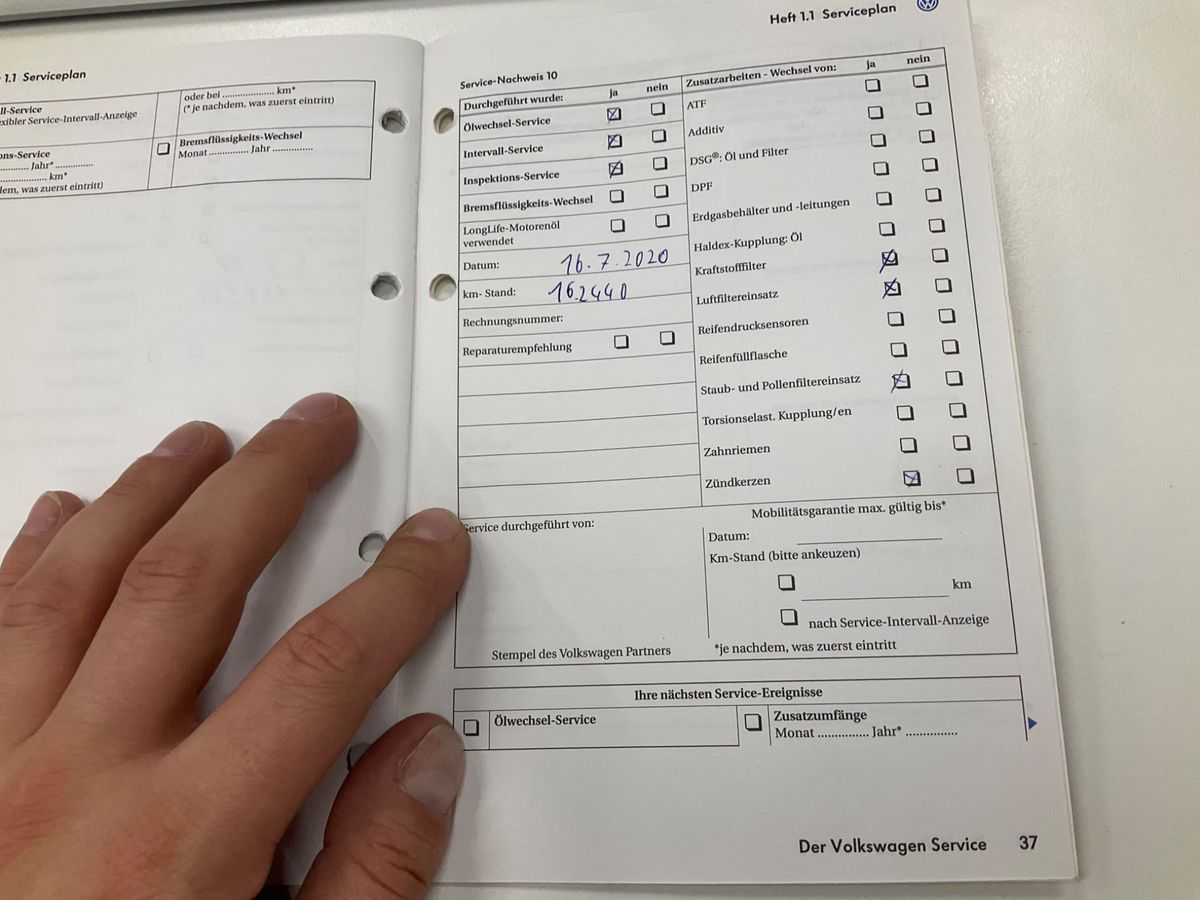 1.1 Serviceplan
ll-Service
xibler Service-Intervall-Anzeige
oder bei .................... km*
(* je nachdem, was zuerst eintritt)
ons-Service
........... Jahr* ..............
.................... km*
dem, was zuerst eintritt)
❏ Bremsflüssigkeits-Wechsel
Monat .............. Jahr ..............
Heft 1.1 Serviceplan
Service-Nachweis 10
Durchgeführt wurde: ja nein
Ölwechsel-Service ☒ ❏
Intervall-Service ☒ ❏
Inspektions-Service ☒ ❏
Bremsflüssigkeits-Wechsel ❏ ❏
LongLife-Motorenöl ❏ ❏
verwendet
Datum: 16.7.2020
km- Stand: 162440
Rechnungsnummer:
Reparaturempfehlung ❏ ❏
Zusatzarbeiten - Wechsel von: ja nein
ATF ❏ ❏
Additiv ❏ ❏
DSG®: Öl und Filter ❏ ❏
DPF ❏ ❏
Erdgasbehälter und -leitungen ❏ ❏
Haldex-Kupplung: Öl ❏ ❏
Kraftstofffilter ☒ ❏
Luftfiltereinsatz ☒ ❏
Reifendrucksensoren ❏ ❏
Reifenfüllflasche ❏ ❏
Staub- und Pollenfiltereinsatz ☒ ❏
Torsionselast. Kupplung/en ❏ ❏
Zahnriemen ❏ ❏
Zündkerzen ☒ ❏
Service durchgeführt von:
Stempel des Volkswagen Partners
Mobilitätsgarantie max. gültig bis*
Datum:
Km-Stand (bitte ankeuzen)
❏ km
❏ nach Service-Intervall-Anzeige
*je nachdem, was zuerst eintritt
Ihre nächsten Service-Ereignisse
❏ Ölwechsel-Service
❏ Zusatzumfänge
Monat ............... Jahr* ...............
Der Volkswagen Service 37